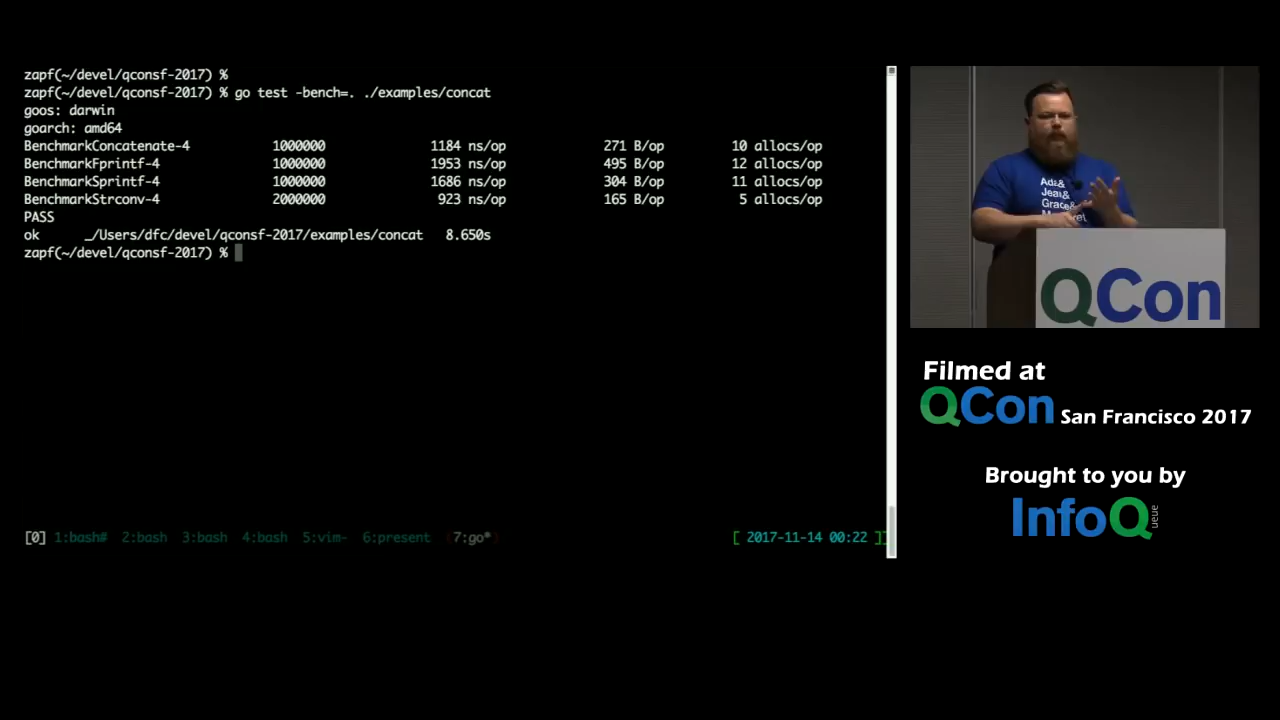 zapf(~/devel/qconsf-2017) %
zapf(~/devel/qconsf-2017) % go test -bench=. ./examples/concat
goos: darwin
goarch: amd64
BenchmarkConcatenate-4 1000000 1184 ns/op 271 B/op 10 allocs/op
BenchmarkFprintf-4 1000000 1953 ns/op 495 B/op 12 allocs/op
BenchmarkSprintf-4 1000000 1686 ns/op 304 B/op 11 allocs/op
BenchmarkStrconv-4 2000000 923 ns/op 165 B/op 5 allocs/op
PASS
ok _/Users/dfc/devel/qconsf-2017/examples/concat 8.650s
zapf(~/devel/qconsf-2017) %
[0] 1:bash# 2:bash 3:bash 4:bash 5:vim- 6:present 7:go* [ 2017-11-14 00:22 ]
Ada&
Jean&
Grace&
QCon
Filmed at
QCon San Francisco 2017
Brought to you by
InfoQueue